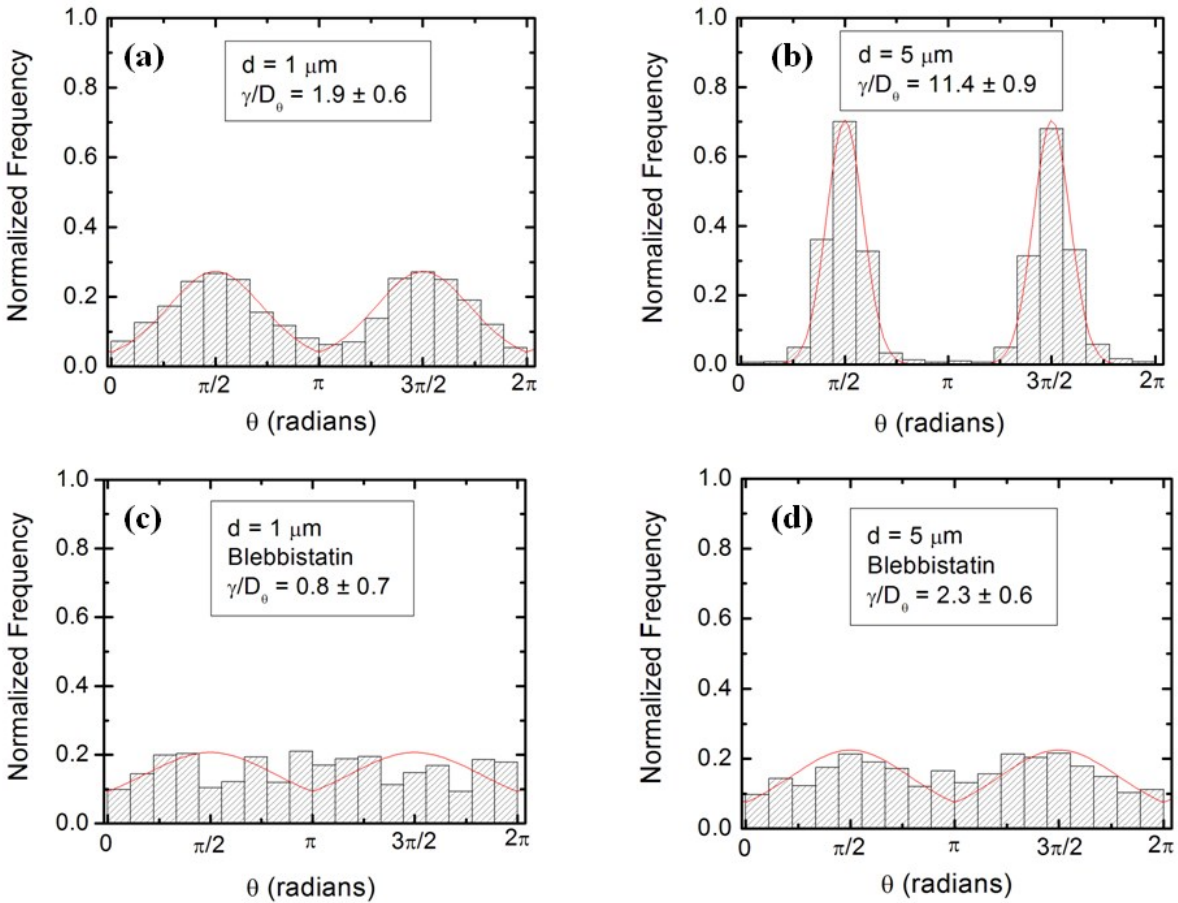 (a)
d = 1 μm
γ/Dθ = 1.9 ± 0.6
Normalized Frequency
1.0
0.8
0.6
0.4
0.2
0.0
0 π/2 π 3π/2 2π
θ (radians)
(b)
d = 5 μm
γ/Dθ = 11.4 ± 0.9
Normalized Frequency
1.0
0.8
0.6
0.4
0.2
0.0
0 π/2 π 3π/2 2π
θ (radians)
(c)
d = 1 μm
Blebbistatin
γ/Dθ = 0.8 ± 0.7
Normalized Frequency
1.0
0.8
0.6
0.4
0.2
0.0
0 π/2 π 3π/2 2π
θ (radians)
(d)
d = 5 μm
Blebbistatin
γ/Dθ = 2.3 ± 0.6
Normalized Frequency
1.0
0.8
0.6
0.4
0.2
0.0
0 π/2 π 3π/2 2π
θ (radians)